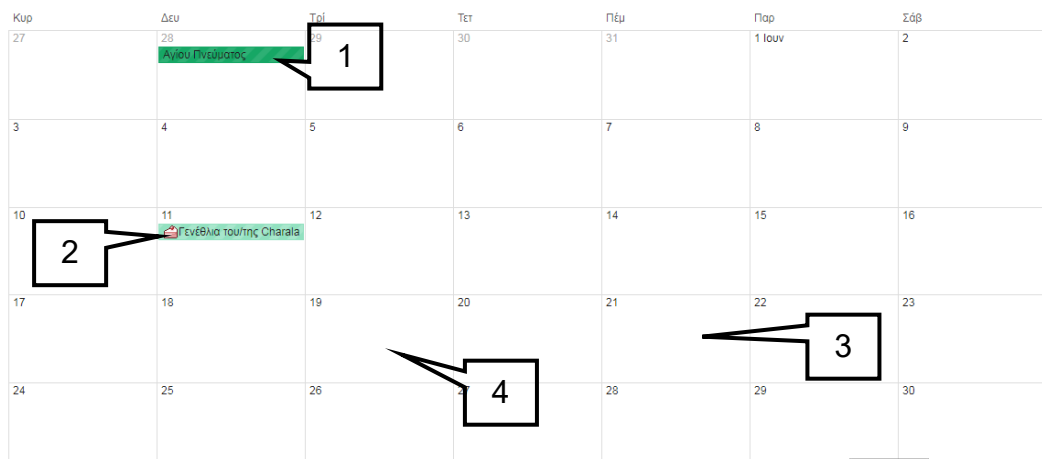 Κυρ Δευ Τρί Τετ Πέμ Παρ Σάβ
27 28 29 30 31 1 Ιουν 2
Αγίου Πνεύματος
1
3 4 5 6 7 8 9
10 11 12 13 14 15 16
Γενέθλια του/της Charala
2
17 18 19 20 21 22 23
3
24 25 26 27 28 29 30
4